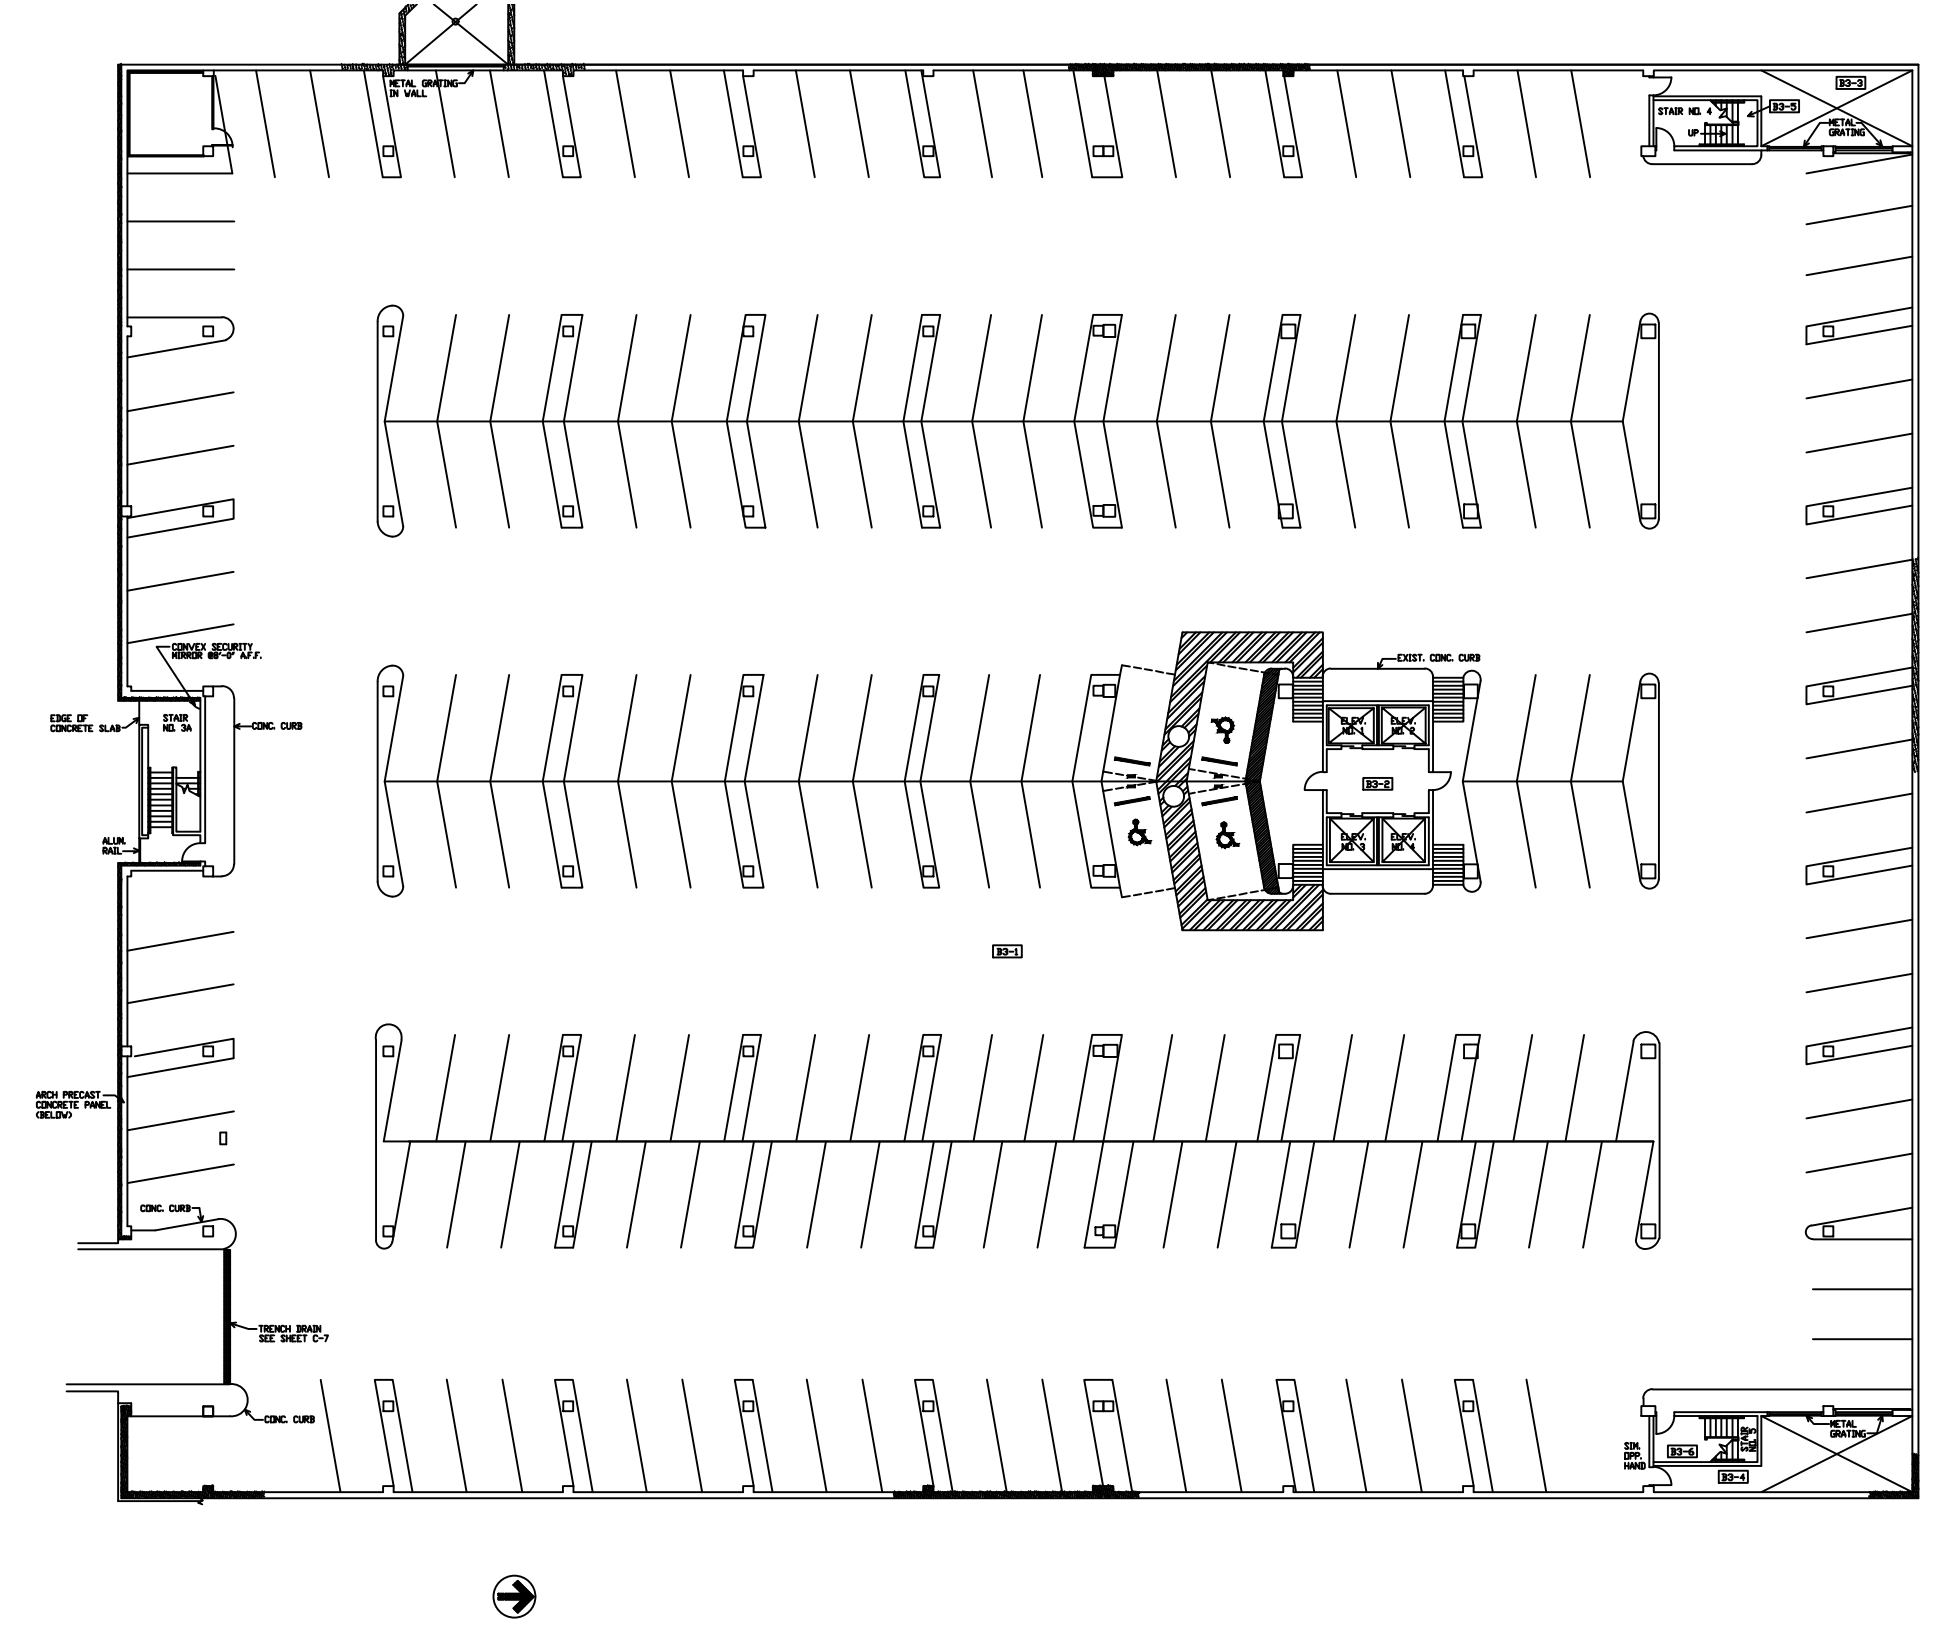 METAL GRATING
IN WALL
B3-3
STAIR NO. 4
B3-5
UP
METAL
GRATING
CONVEX SECURITY
MIRROR @8'-0" A.F.F.
EXIST. CONC. CURB
EDGE OF
CONCRETE SLAB
STAIR
NO. 3A
CONC. CURB
ELEV.
NO. 1
ELEV.
NO. 2
B3-2
ALUM.
RAIL
ELEV.
NO. 3
ELEV.
NO. 4
B3-1
ARCH PRECAST
CONCRETE PANEL
(BELOW)
CONC. CURB
TRENCH DRAIN
SEE SHEET C-7
CONC. CURB
METAL
GRATING
SIM.
OPP.
HAND
B3-6
STAIR
NO. 5
B3-4